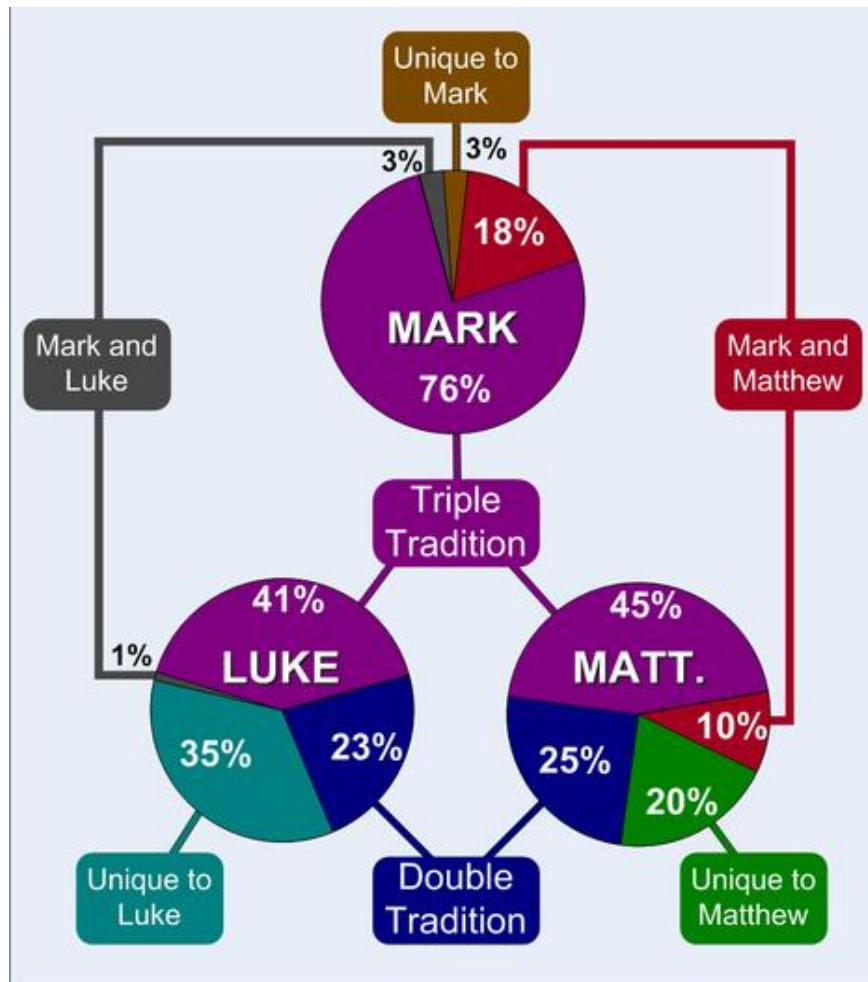 Unique to
Mark
3%
3%
18%
MARK
76%
Mark and
Luke
Mark and
Matthew
Triple
Tradition
41%
LUKE
1%
35%
23%
45%
MATT.
10%
25%
20%
Unique to
Luke
Double
Tradition
Unique to
Matthew